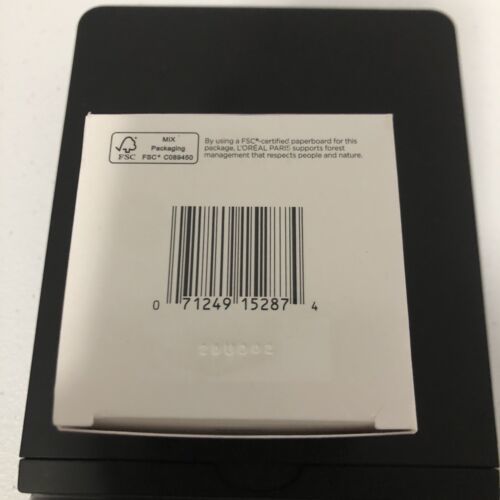 FSC
MIX
Packaging
FSC® C089450
By using a FSC®-certified paperboard for this
package, L'ORÉAL PARIS supports forest
management that respects people and nature.
0 71249 15287 4